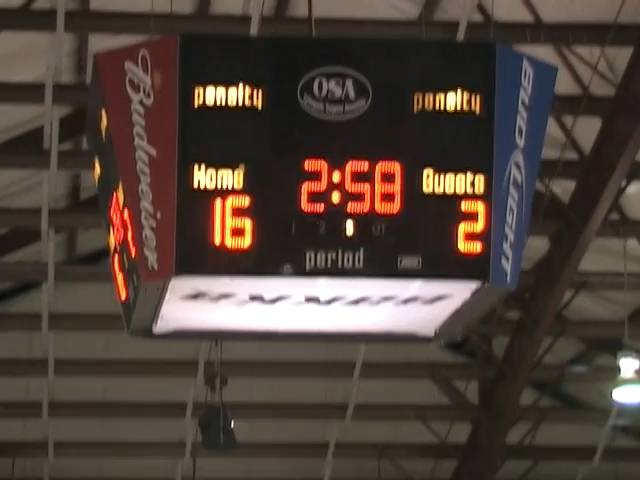 penalty
OSA
penalty
Budweiser
BUD LIGHT
Home
2:58
Guests
16
2
1 2 3 OT
period